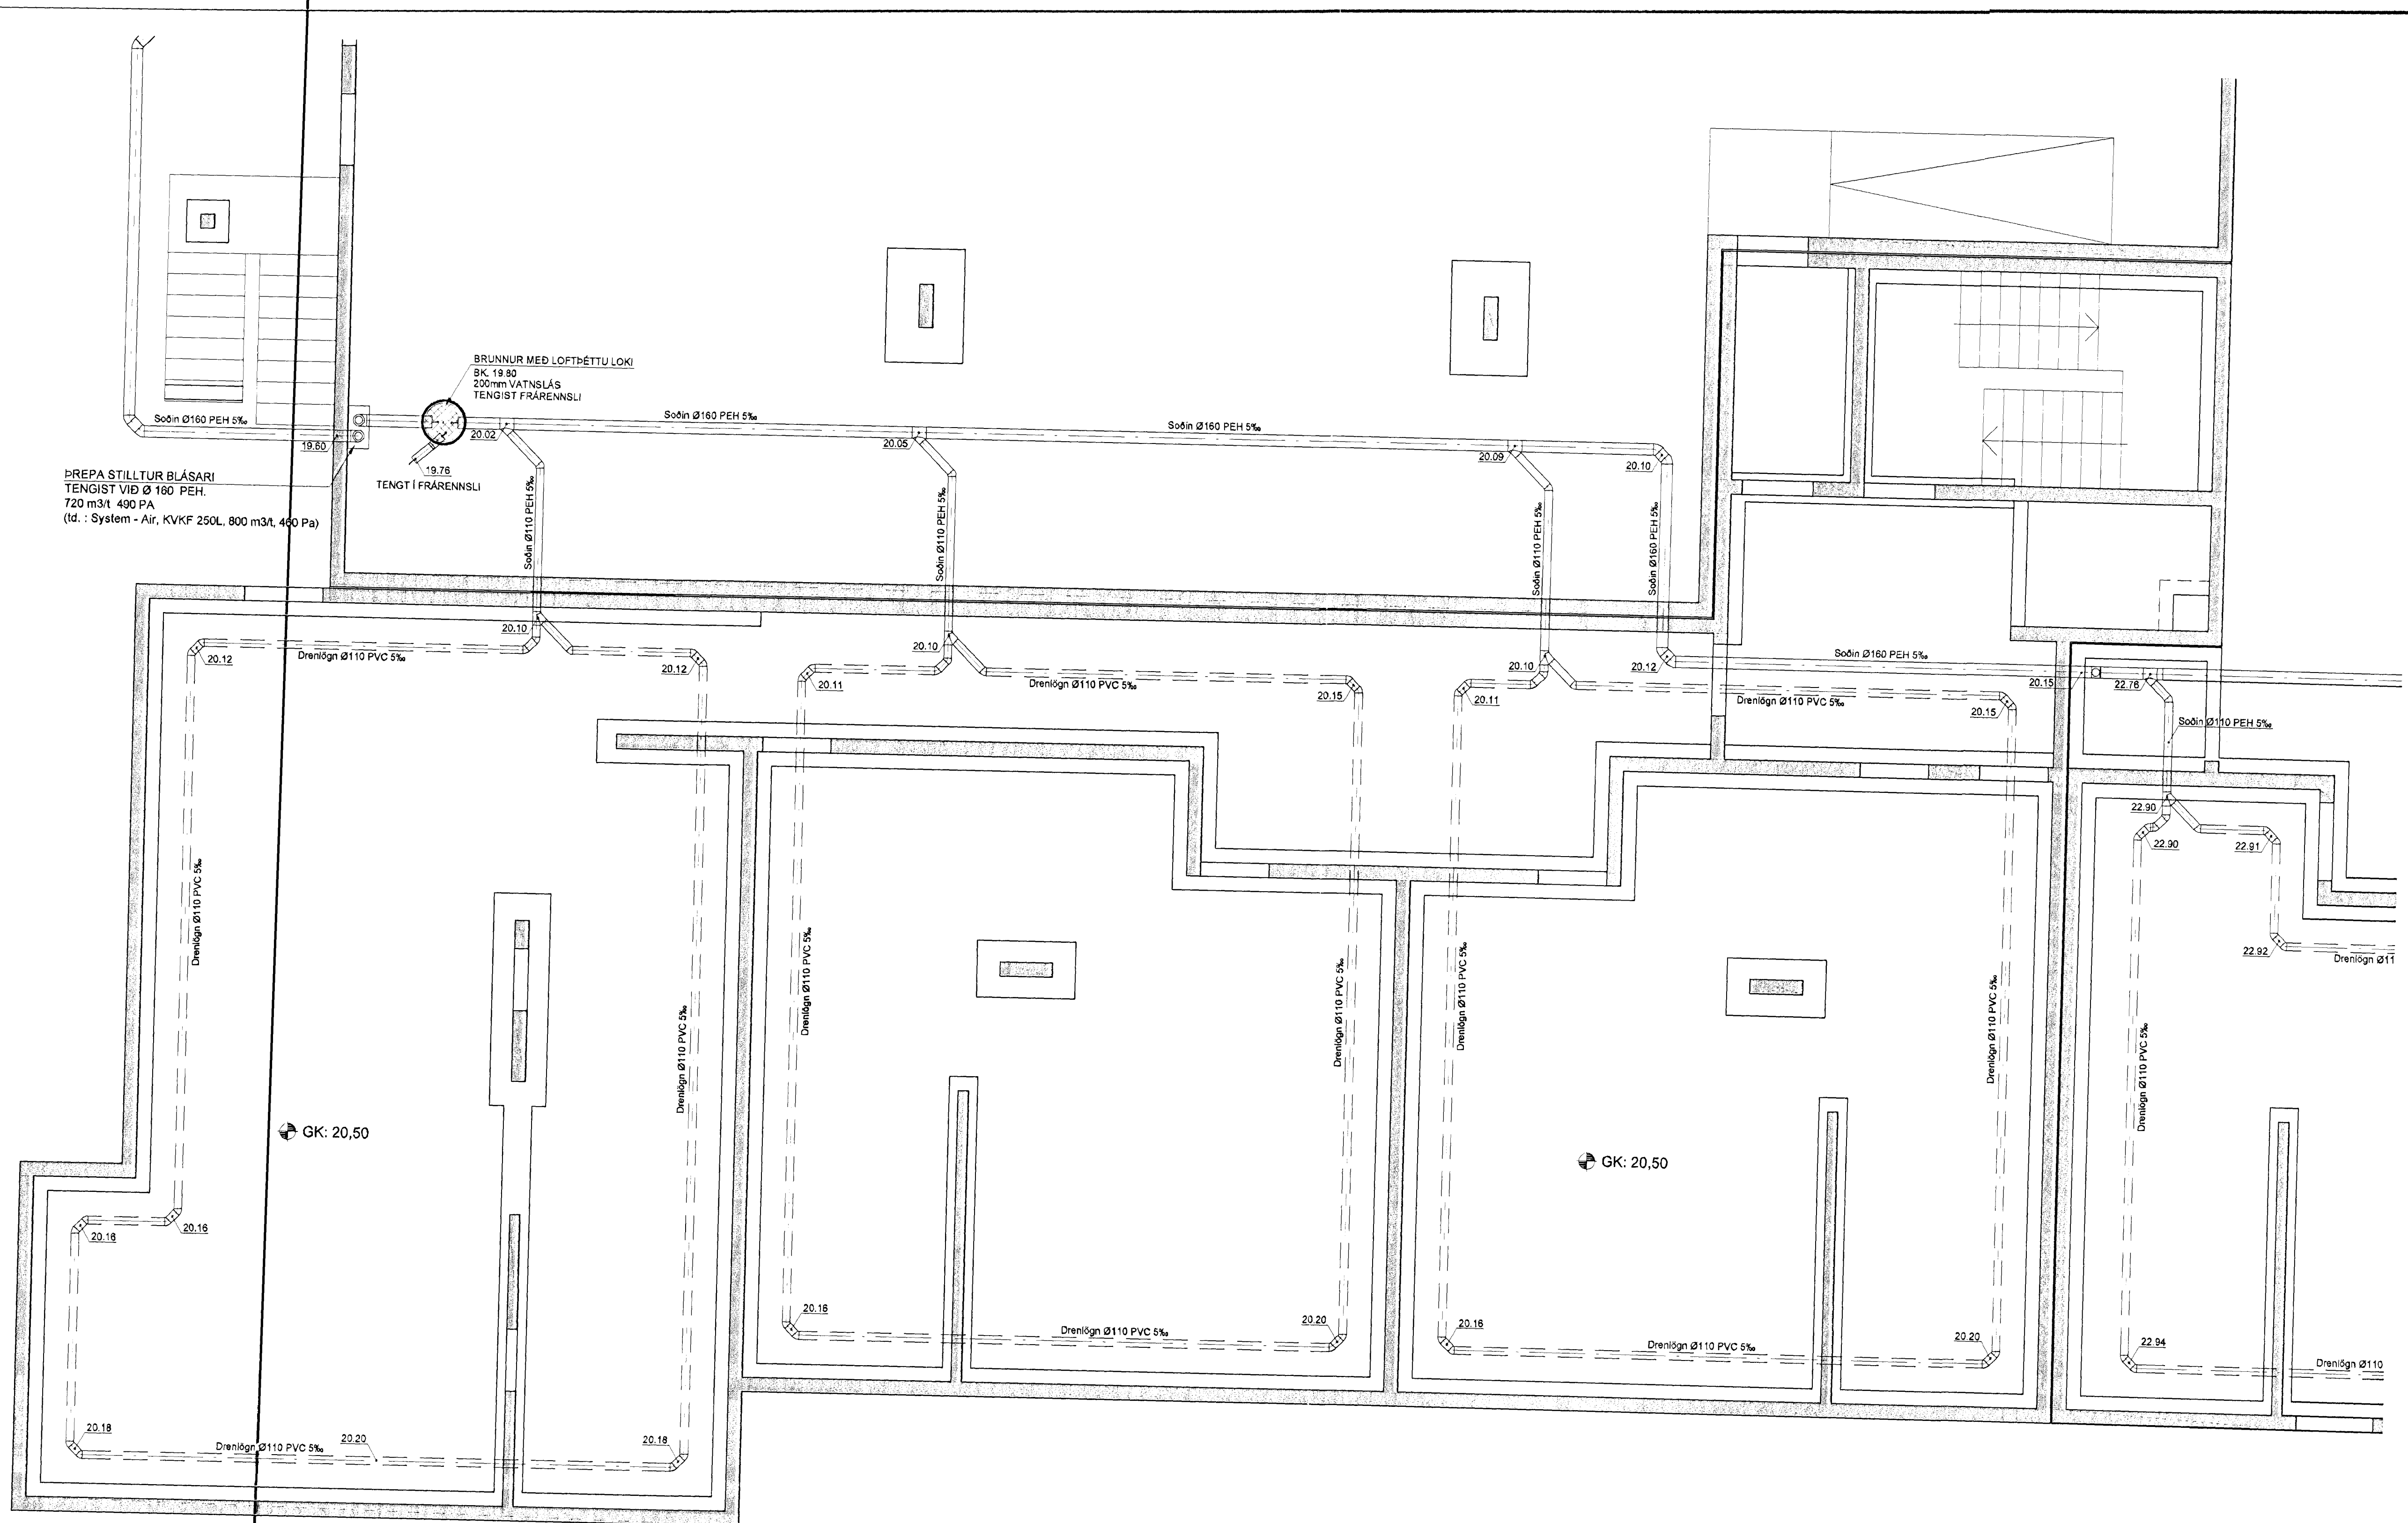 BRUNNUR MEÐ LOFTÞÉTTU LOKI
BK. 19.80
200mm VATNSLÁS
TENGIST FRÁRENNSLI
Soðin Ø160 PEH 5‰
19.60
20.02
Soðin Ø160 PEH 5‰
20.05
Soðin Ø160 PEH 5‰
20.09
20.10
19.76
TENGT Í FRÁRENNSLI
ÞREPA STILLTUR BLÁSARI
TENGIST VIÐ Ø 160 PEH.
720 m3/t 490 PA
(td. : System - Air, KVKF 250L, 800 m3/t, 460 Pa)
Soðin Ø110 PEH 5‰
Soðin Ø110 PEH 5‰
Soðin Ø110 PEH 5‰
Soðin Ø160 PEH 5‰
20.10
20.12
Drenlögn Ø110 PVC 5‰
20.12
20.10
20.11
Drenlögn Ø110 PVC 5‰
20.15
20.10
20.11
20.12
Soðin Ø160 PEH 5‰
Drenlögn Ø110 PVC 5‰
20.15
20.15
22.76
Soðin Ø110 PEH 5‰
22.90
22.90
22.91
22.92
Drenlögn Ø11
Drenlögn Ø110 PVC 5‰
Drenlögn Ø110 PVC 5‰
Drenlögn Ø110 PVC 5‰
Drenlögn Ø110 PVC 5‰
Drenlögn Ø110 PVC 5‰
Drenlögn Ø110 PVC 5‰
Drenlögn Ø110 PVC 5‰
GK: 20,50
GK: 20,50
20.16
20.16
20.16
Drenlögn Ø110 PVC 5‰
20.20
20.16
Drenlögn Ø110 PVC 5‰
20.20
22.94
Drenlögn Ø110
20.18
Drenlögn Ø110 PVC 5‰
20.20
20.18